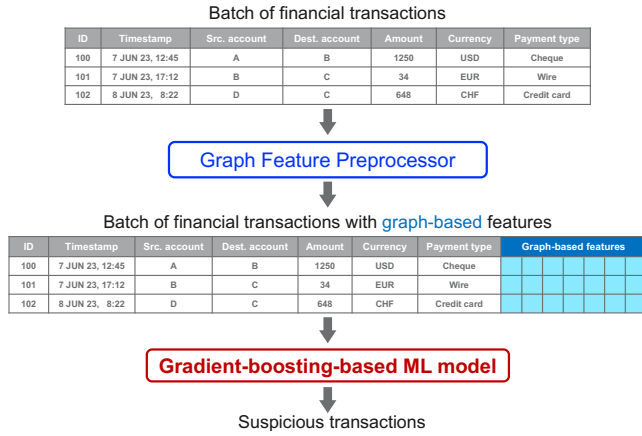 Batch of financial transactions
ID Timestamp Src. account Dest. account Amount Currency Payment type
100 7 JUN 23, 12:45 A B 1250 USD Cheque
101 7 JUN 23, 17:12 B C 34 EUR Wire
102 8 JUN 23, 8:22 D C 648 CHF Credit card
Graph Feature Preprocessor
Batch of financial transactions with graph-based features
ID Timestamp Src. account Dest. account Amount Currency Payment type Graph-based features
100 7 JUN 23, 12:45 A B 1250 USD Cheque
101 7 JUN 23, 17:12 B C 34 EUR Wire
102 8 JUN 23, 8:22 D C 648 CHF Credit card
Gradient-boosting-based ML model
Suspicious transactions